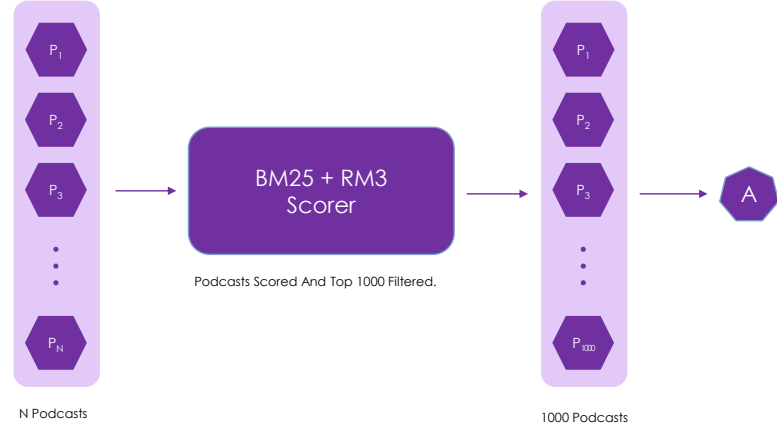 P1
P2
P3
PN
N Podcasts
BM25 + RM3
Scorer
Podcasts Scored And Top 1000 Filtered.
P1
P2
P3
P1000
1000 Podcasts
A